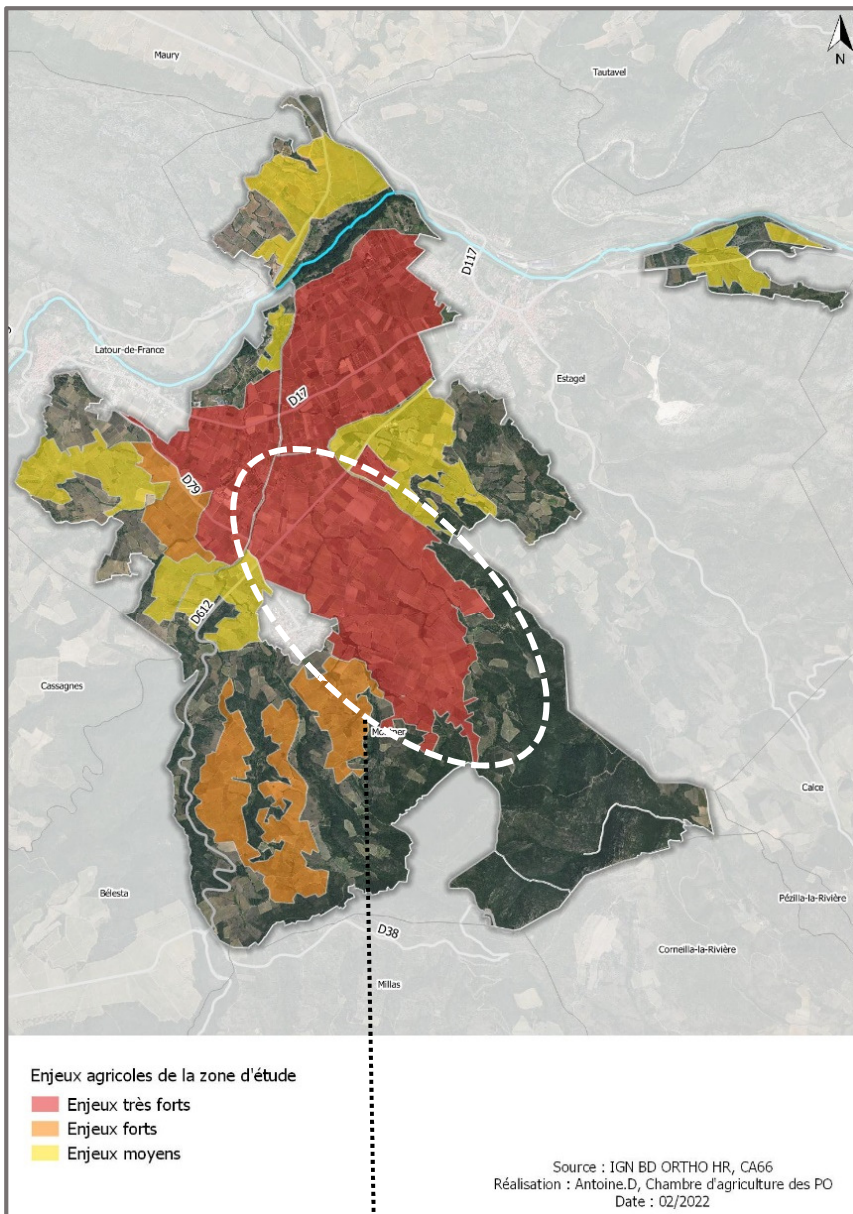 Maury
Tautavel
N
D117
Latour-de-France
Estagel
D17
D79
D612
Cassagnes
Calce
Bélesta
Pézilla-la-Rivière
D38
Corneilla-la-Rivière
Millas
Enjeux agricoles de la zone d'étude
Enjeux très forts
Enjeux forts
Enjeux moyens
Source : IGN BD ORTHO HR, CA66
Réalisation : Antoine.D, Chambre d'agriculture des PO
Date : 02/2022